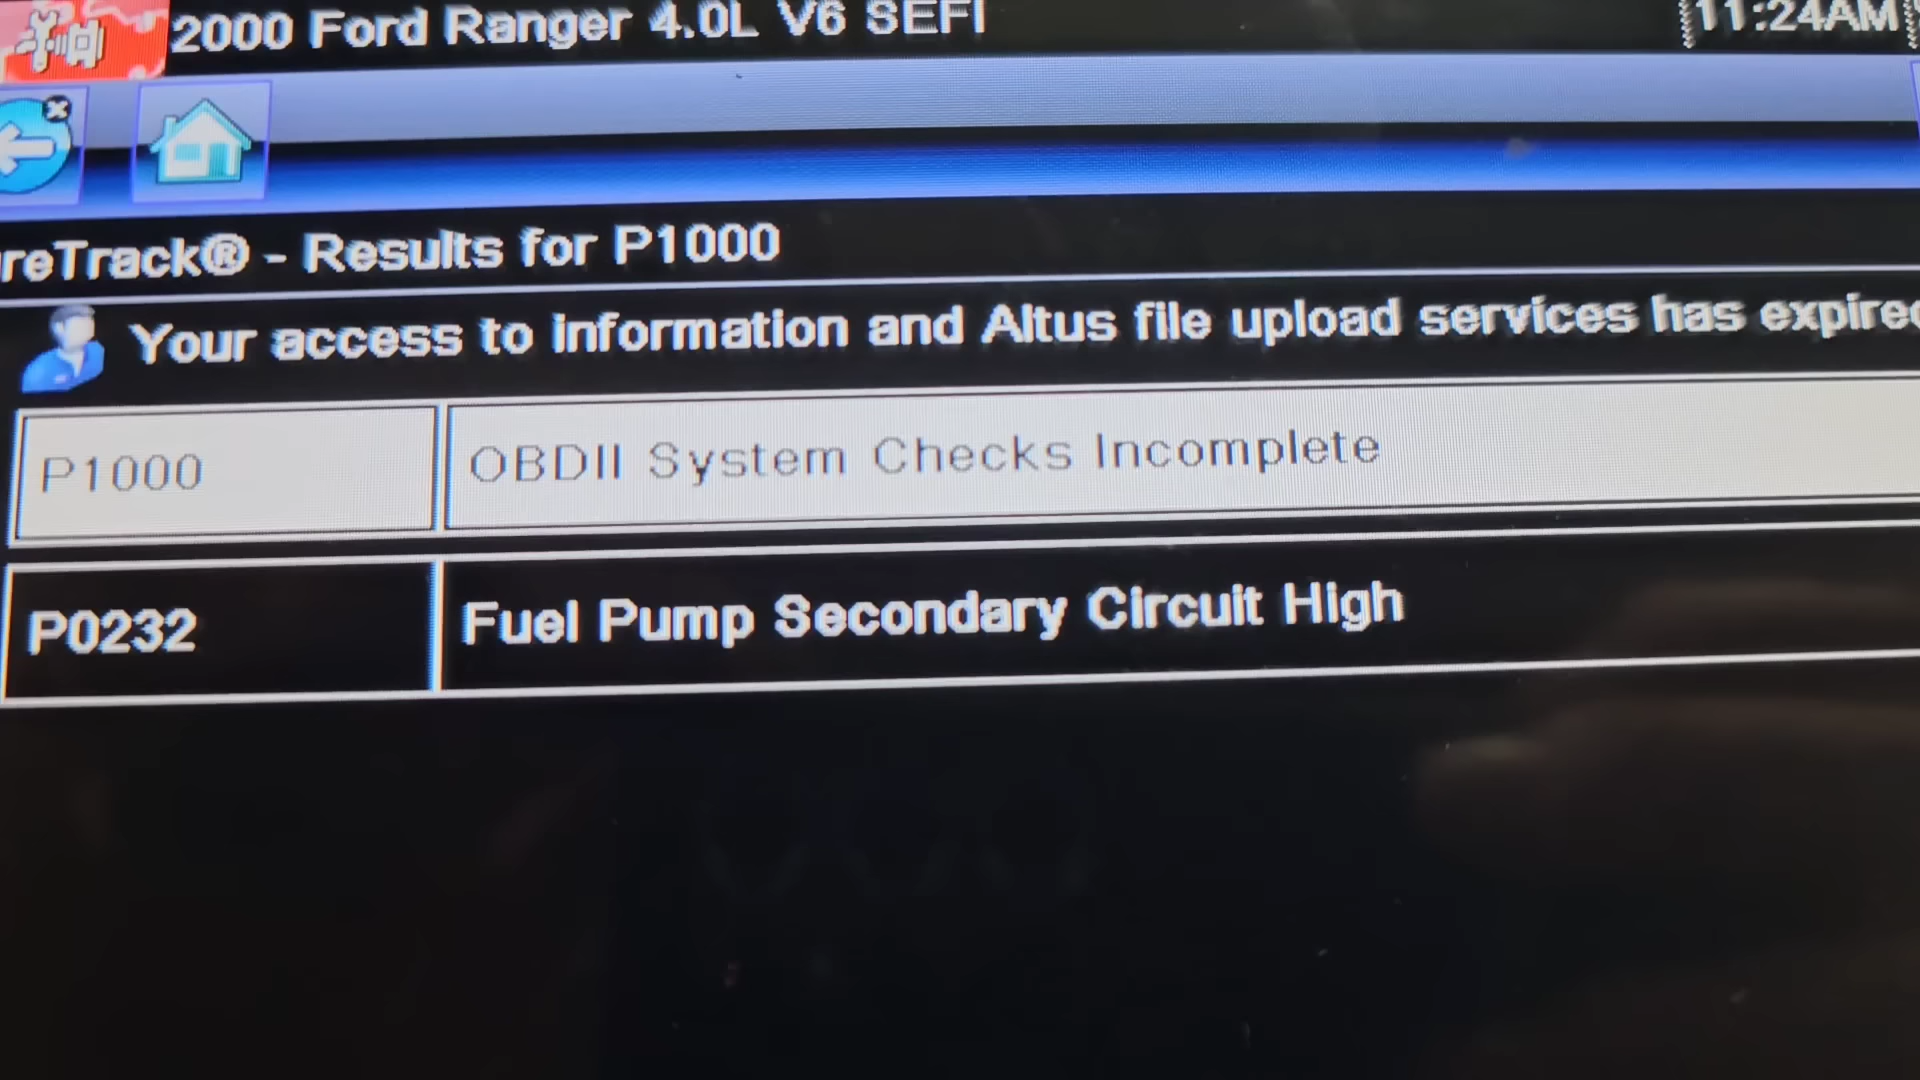 2000 Ford Ranger 4.0L V6 SEFI
11:24AM
reTrack® - Results for P1000
Your access to information and Altus file upload services has expired
P1000
OBDII System Checks Incomplete
P0232
Fuel Pump Secondary Circuit High